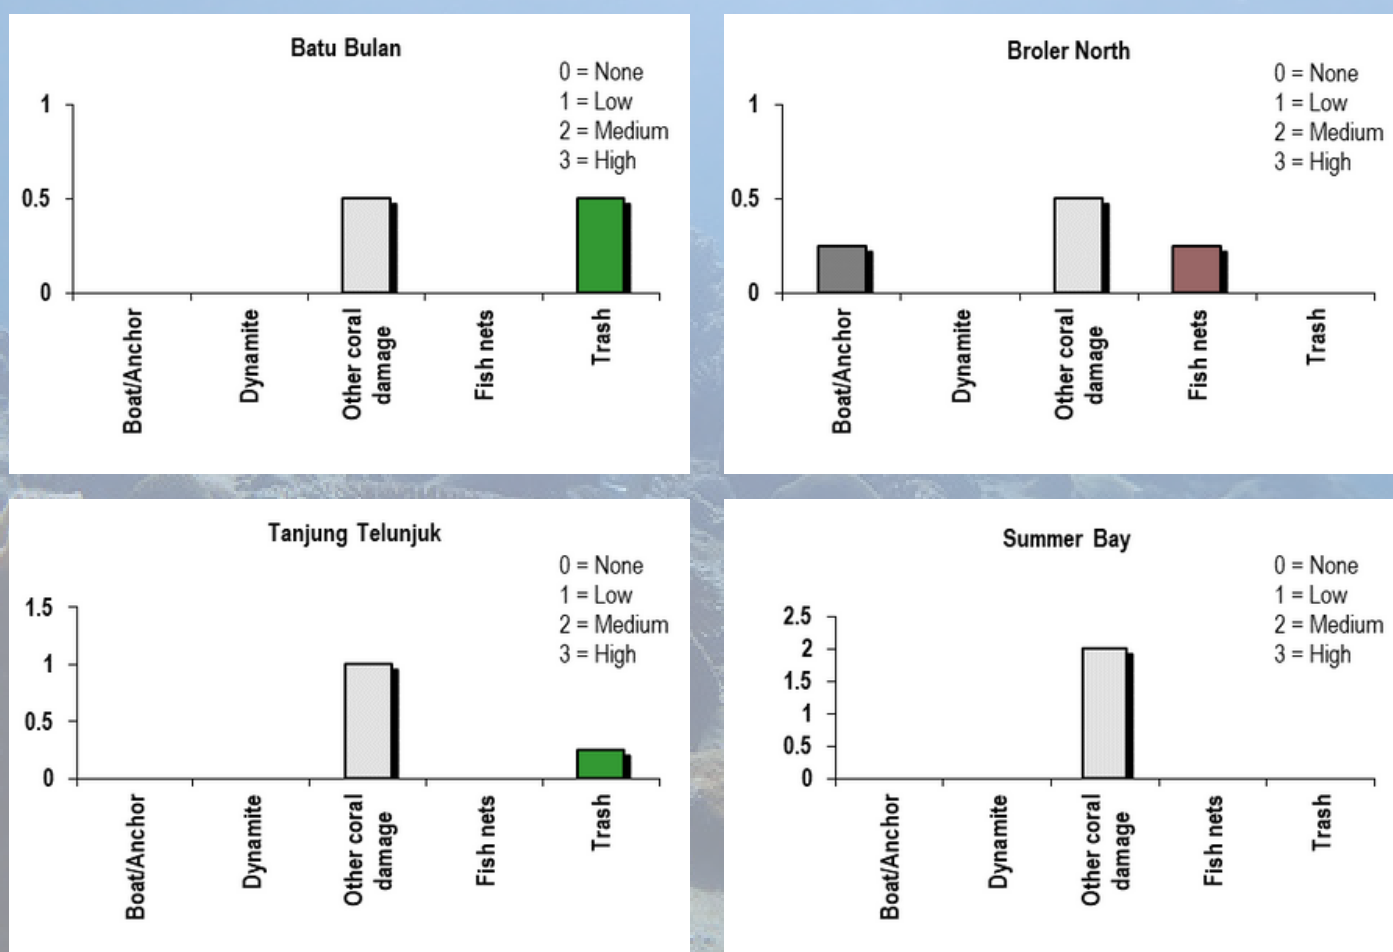 Batu Bulan
0 = None
1 = Low
2 = Medium
3 = High
1
0.5
0
Boat/Anchor
Dynamite
Other coral
damage
Fish nets
Trash
Broler North
0 = None
1 = Low
2 = Medium
3 = High
1
0.5
0
Boat/Anchor
Dynamite
Other coral
damage
Fish nets
Trash
Tanjung Telunjuk
0 = None
1 = Low
2 = Medium
3 = High
1.5
1
0.5
0
Boat/Anchor
Dynamite
Other coral
damage
Fish nets
Trash
Summer Bay
0 = None
1 = Low
2 = Medium
3 = High
2.5
2
1.5
1
0.5
0
Boat/Anchor
Dynamite
Other coral
damage
Fish nets
Trash